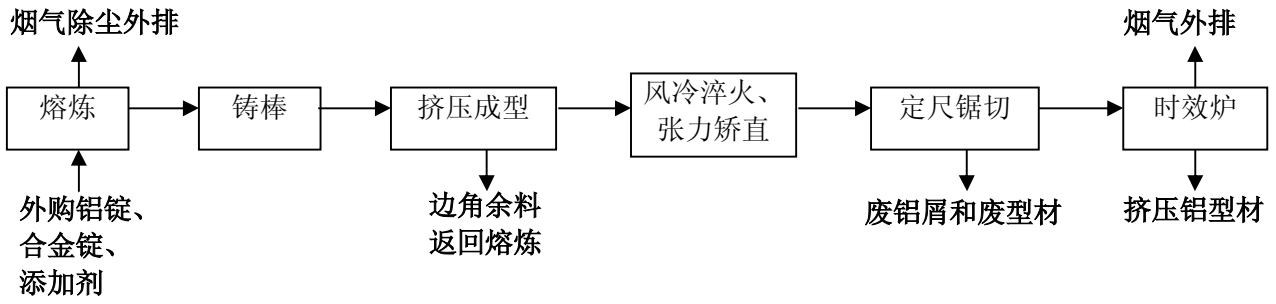 烟气除尘外排
烟气外排
熔炼
铸棒
挤压成型
风冷淬火、
张力矫直
定尺锯切
时效炉
外购铝锭、
合金锭、
添加剂
边角余料
返回熔炼
废铝屑和废型材
挤压铝型材